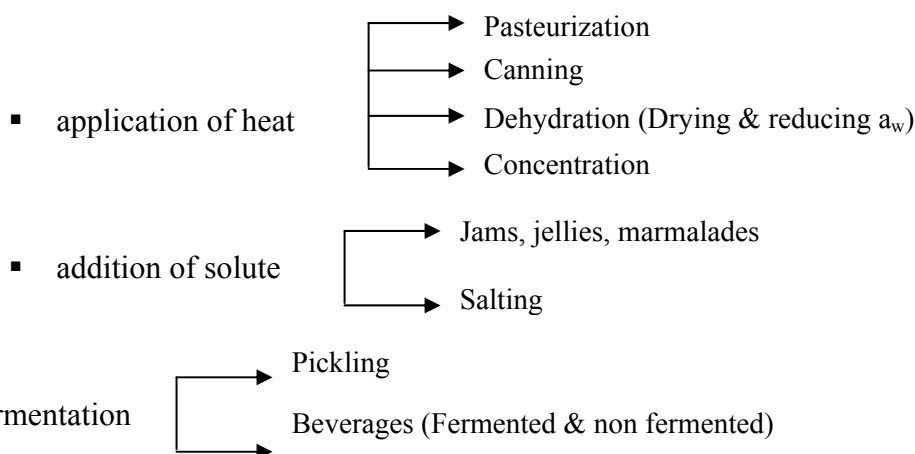 Pasteurization
Canning
▪ application of heat
Dehydration (Drying & reducing aw)
Concentration
Jams, jellies, marmalades
▪ addition of solute
Salting
Pickling
rmentation
Beverages (Fermented & non fermented)